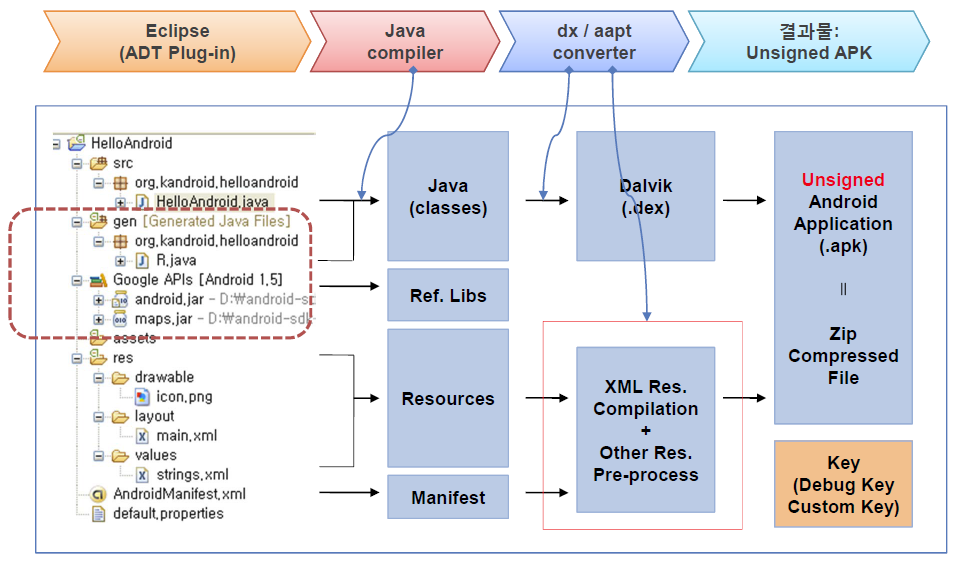 Eclipse
(ADT Plug-in)
Java
compiler
dx / aapt
converter
결과물:
Unsigned APK
HelloAndroid
src
org.kandroid.helloandroid
HelloAndroid.java
gen [Generated Java Files]
org.kandroid.helloandroid
R.java
Google APIs [Android 1.5]
android.jar - D:₩android-sd
maps.jar - D:₩android-sdk
assets
res
drawable
icon.png
layout
main.xml
values
strings.xml
AndroidManifest.xml
default.properties
Java
(classes)
Ref. Libs
Resources
Manifest
Dalvik
(.dex)
XML Res.
Compilation
+
Other Res.
Pre-process
Unsigned
Android
Application
(.apk)
=
Zip
Compressed
File
Key
(Debug Key
Custom Key)